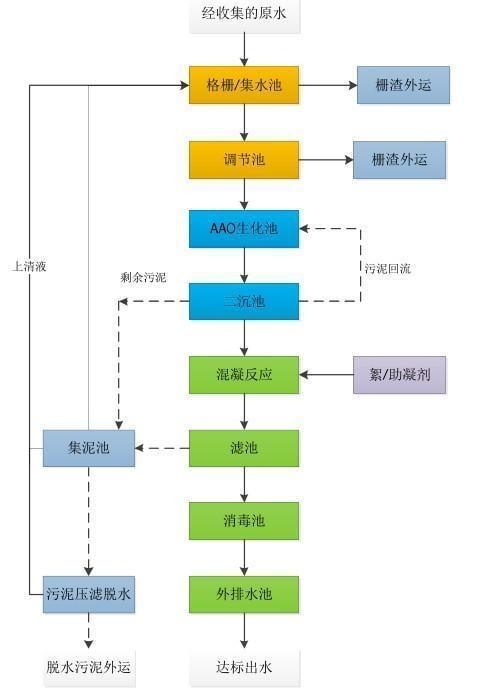 经收集的原水
格栅/集水池
栅渣外运
调节池
栅渣外运
AAO生化池
上清液
污泥回流
剩余污泥
二沉池
混凝反应
絮/助凝剂
集泥池
滤池
消毒池
污泥压滤脱水
外排水池
脱水污泥外运
达标出水